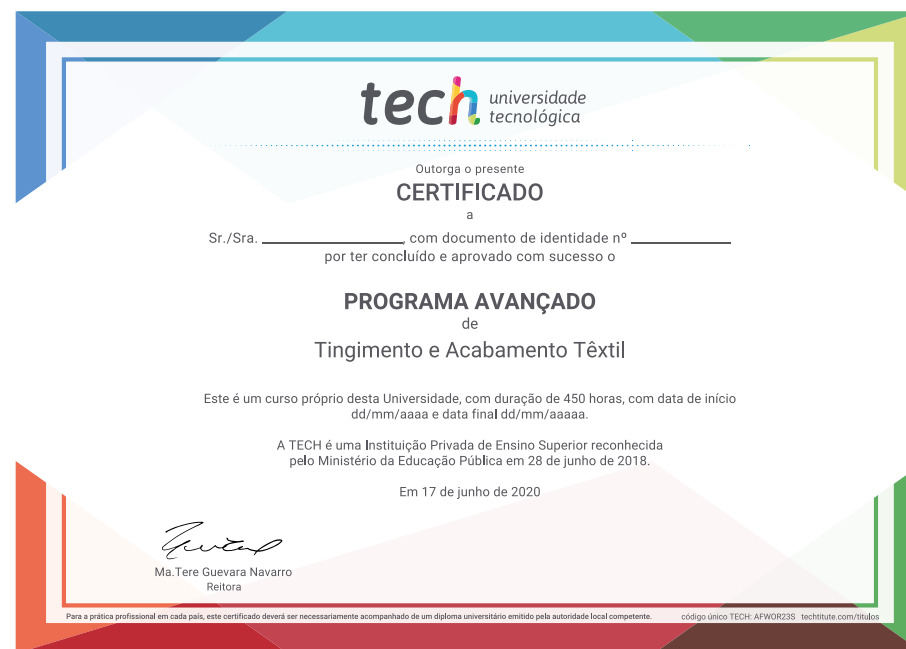 tech universidade
tecnológica
Outorga o presente
CERTIFICADO
a
Sr./Sra. ________________, com documento de identidade nº ___________
por ter concluído e aprovado com sucesso o
PROGRAMA AVANÇADO
de
Tingimento e Acabamento Têxtil
Este é um curso próprio desta Universidade, com duração de 450 horas, com data de início
dd/mm/aaaa e data final dd/mm/aaaaa.
A TECH é uma Instituição Privada de Ensino Superior reconhecida
pelo Ministério da Educação Pública em 28 de junho de 2018.
Em 17 de junho de 2020
Ma.Tere Guevara Navarro
Reitora
Para a prática profissional em cada país, este certificado deverá ser necessariamente acompanhado de um diploma universitário emitido pela autoridade local competente. código único TECH: AFWOR23S techtitute.com/titulos